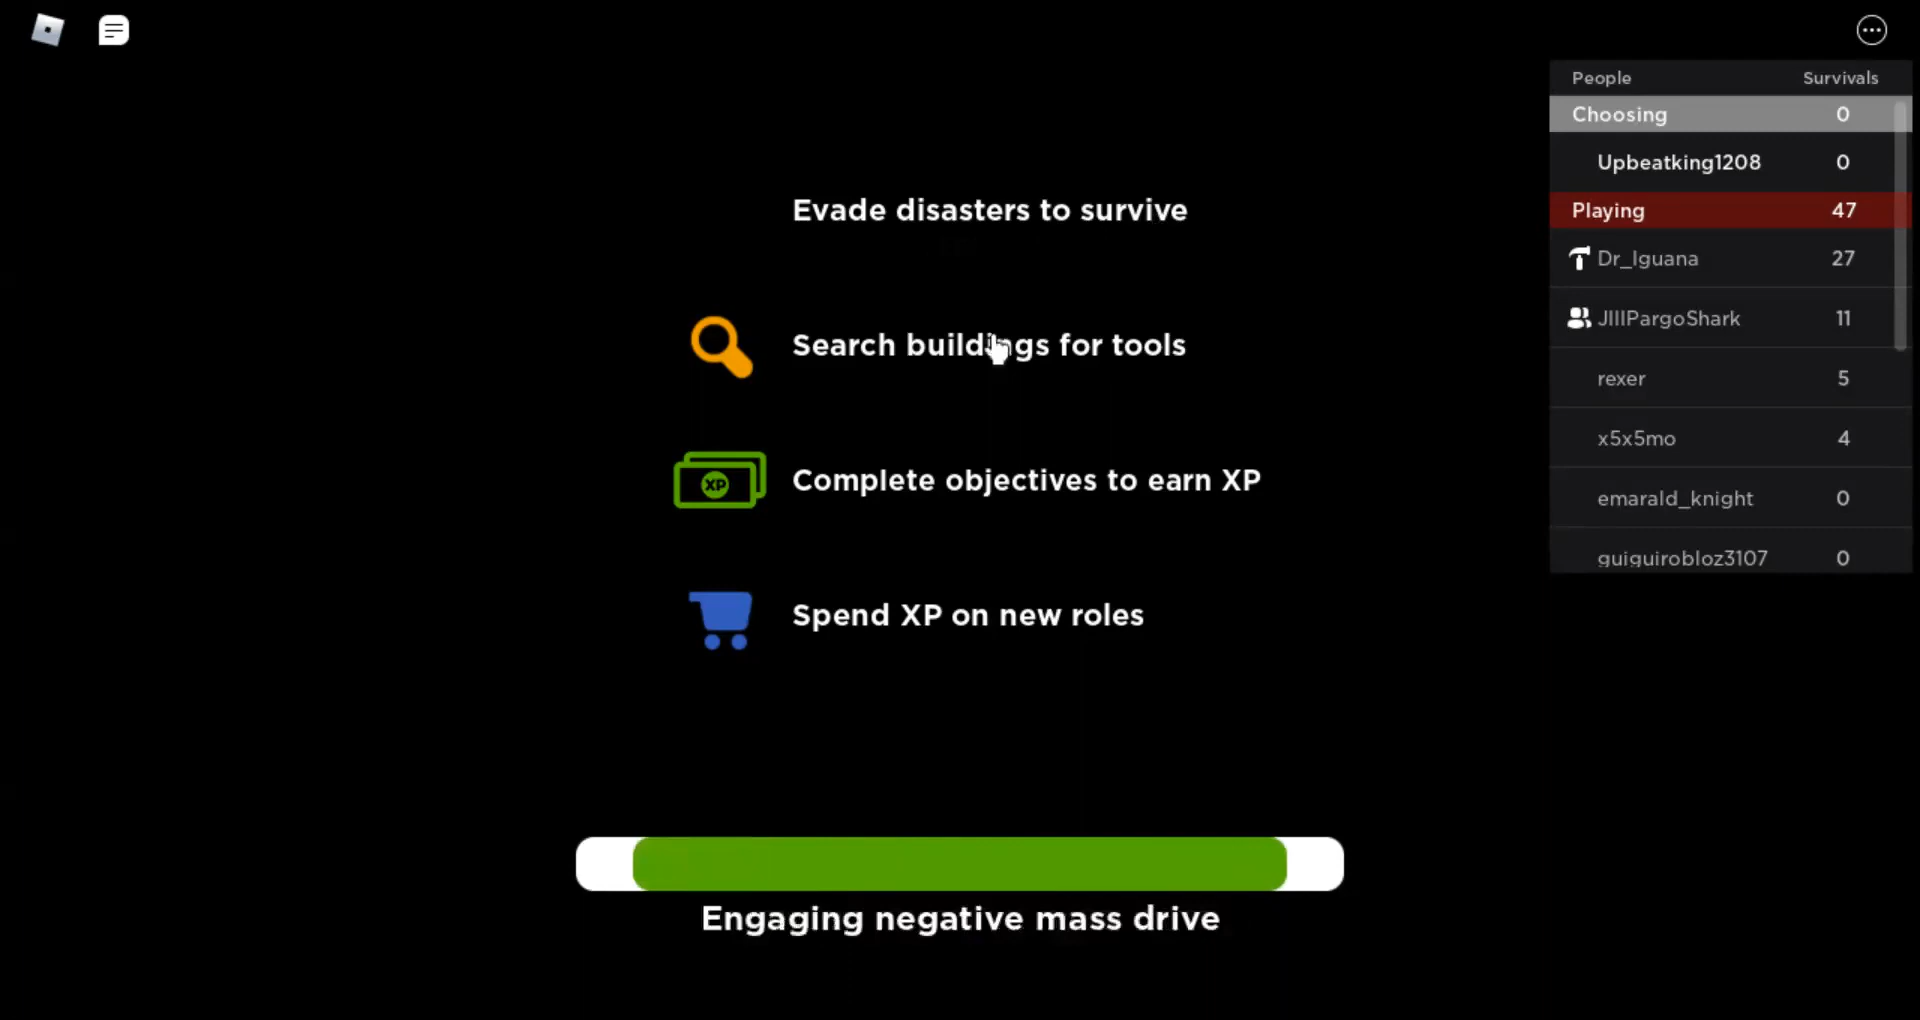 People Survivals
Choosing 0
Upbeatking1208 0
Playing 47
Dr_Iguana 27
JIIIPargoShark 11
rexer 5
x5x5mo 4
emarald_knight 0
guiguirobloz3107 0
Evade disasters to survive
Search buildings for tools
XP Complete objectives to earn XP
Spend XP on new roles
Engaging negative mass drive